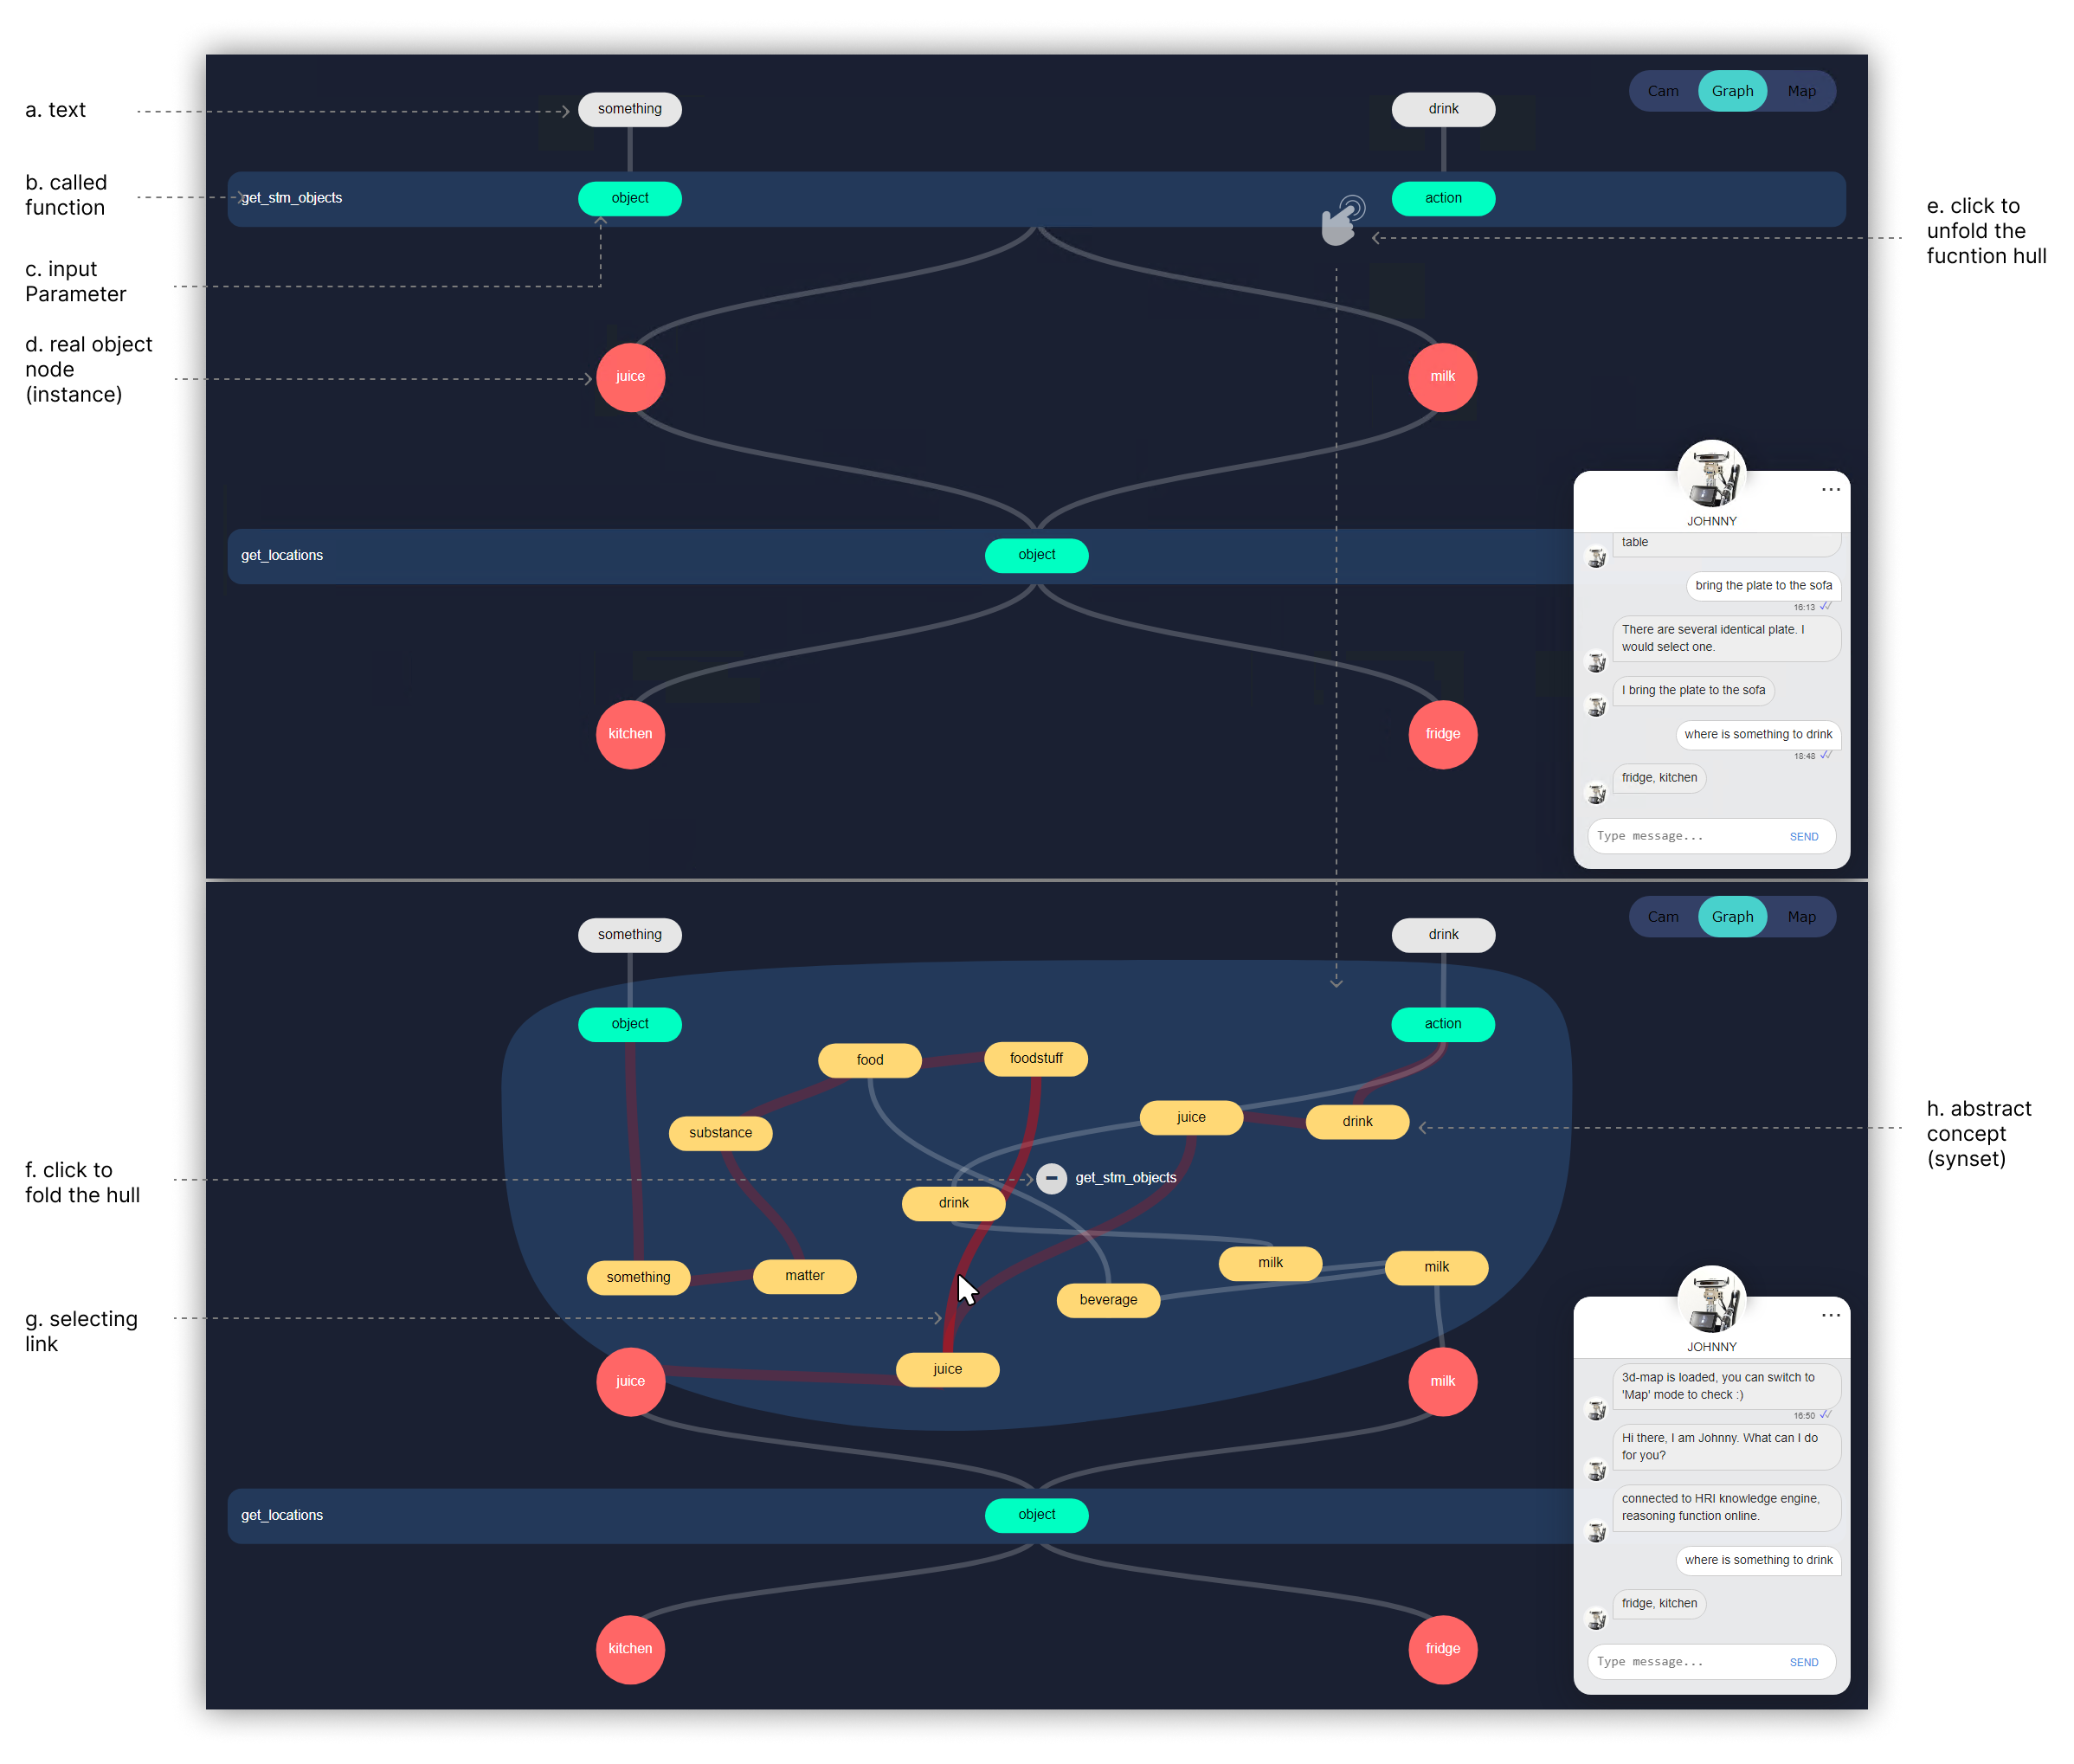 a. text
something
drink
Cam
Graph
Map
b. called
function
get_stm_objects
object
action
c. input
Parameter
e. click to
unfold the
fucntion hull
d. real object
node
(instance)
juice
milk
get_locations
object
kitchen
fridge
JOHNNY
table
bring the plate to the sofa
16:13
There are several identical plate. I
would select one.
I bring the plate to the sofa
where is something to drink
18:48
fridge, kitchen
Type message...
SEND
something
drink
Cam
Graph
Map
object
action
food
foodstuff
juice
drink
substance
h. abstract
concept
(synset)
f. click to
fold the hull
get_stm_objects
drink
something
matter
milk
milk
beverage
g. selecting
link
juice
juice
milk
get_locations
object
kitchen
fridge
JOHNNY
3d-map is loaded, you can switch to
'Map' mode to check :)
16:50
Hi there, I am Johnny. What can I do
for you?
connected to HRI knowledge engine,
reasoning function online.
where is something to drink
fridge, kitchen
Type message...
SEND